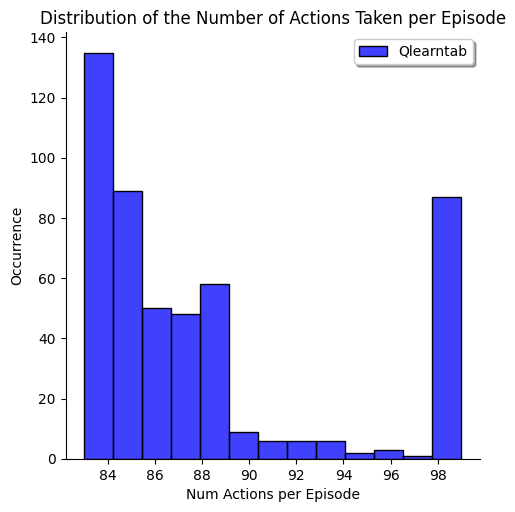 Distribution of the Number of Actions Taken per Episode
Qlearntab
140
120
100
80
60
40
20
0
Occurrence
84 86 88 90 92 94 96 98
Num Actions per Episode